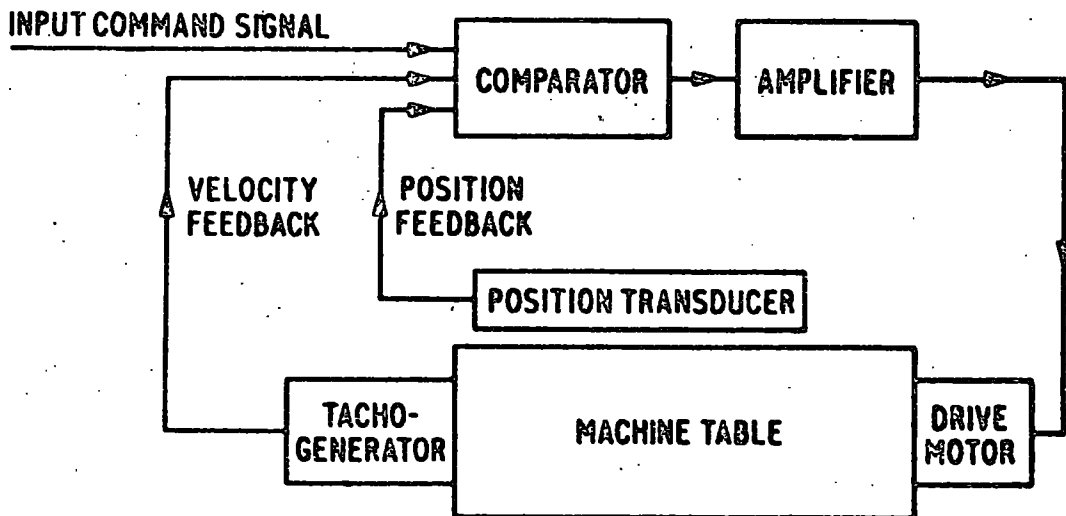 INPUT COMMAND SIGNAL
COMPARATOR
AMPLIFIER
VELOCITY
FEEDBACK
POSITION
FEEDBACK
POSITION TRANSDUCER
TACHO-
GENERATOR
MACHINE TABLE
DRIVE
MOTOR